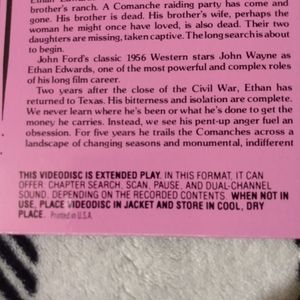 brother's ranch. A Comanche raiding party has come and
gone. His brother is dead. His brother's wife, perhaps the
woman he might once have loved, is also dead. Their two
daughters are missing, taken captive. The long search is about
to begin.
John Ford's classic 1956 Western stars John Wayne as
Ethan Edwards, one of the most powerful and complex roles
of his long film career.
Two years after the close of the Civil War, Ethan has
returned to Texas. His bitterness and isolation are complete.
We never learn where he's been or what he's done to get the
money he carries. Instead, we see his pent-up anger fuel an
obsession. For five years he trails the Comanches across a
landscape of changing seasons and monumental, indifferent
THIS VIDEODISC IS EXTENDED PLAY. IN THIS FORMAT, IT CAN
OFFER: CHAPTER SEARCH, SCAN, PAUSE, AND DUAL-CHANNEL
SOUND, DEPENDING ON THE RECORDED CONTENTS. WHEN NOT
IN USE, PLACE VIDEODISC IN JACKET AND STORE IN COOL, DRY
PLACE. Printed in U.S.A.